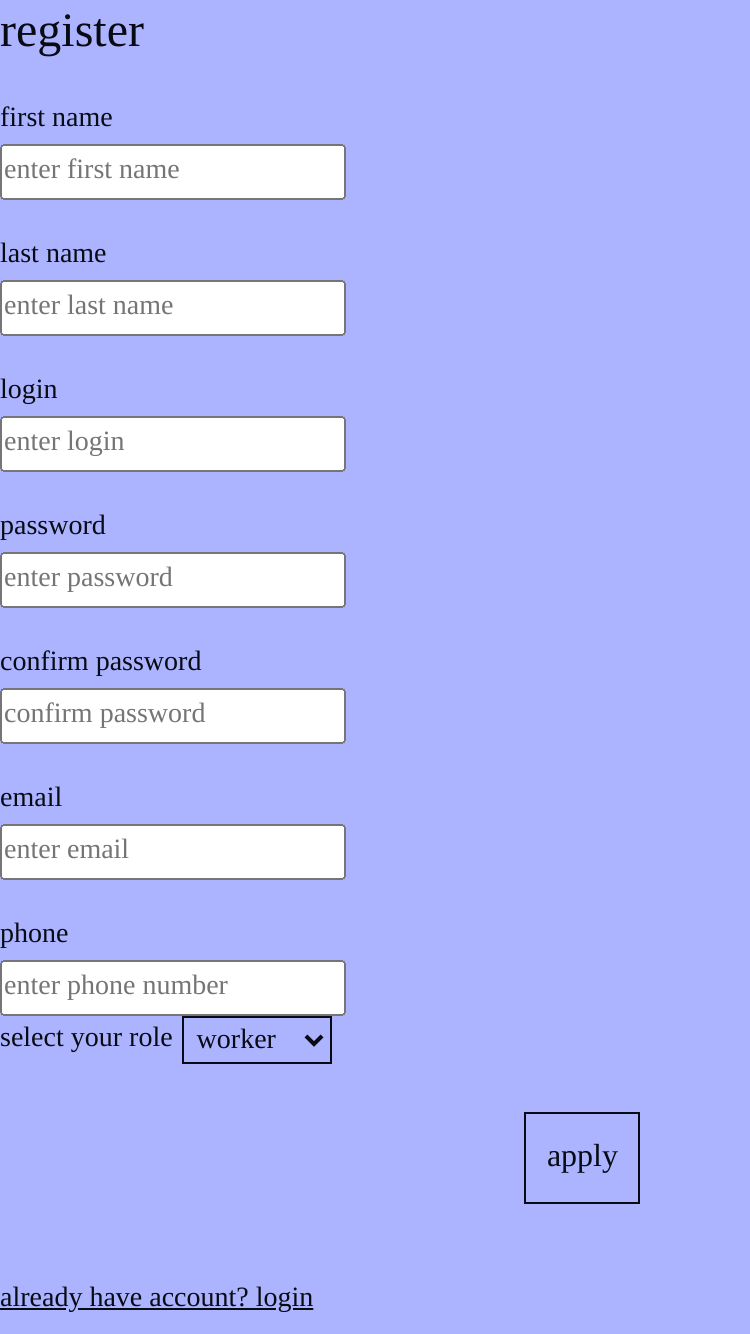 register
first name
enter first name
last name
enter last name
login
enter login
password
enter password
confirm password
confirm password
email
enter email
phone
enter phone number
select your role worker
apply
already have account? login